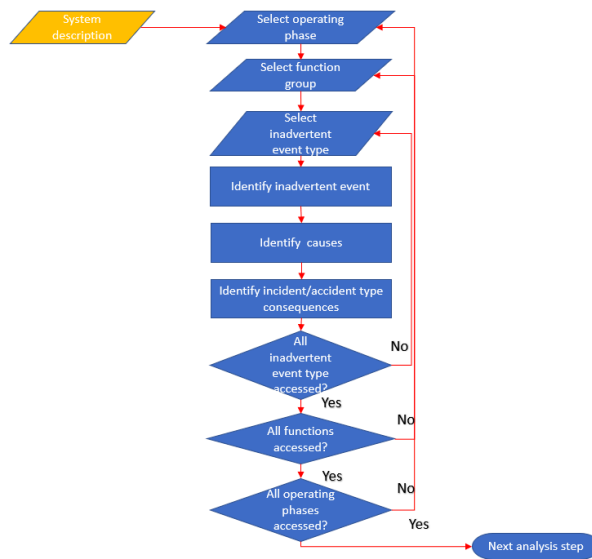 System
description
Select operating
phase
Select function
group
Select
inadvertent
event type
Identify inadvertent event
Identify causes
Identify incident/accident type
consequences
All
inadvertent
event type
accessed?
No
Yes
All functions
accessed?
No
Yes
All operating
phases
accessed?
No
Yes
Next analysis step